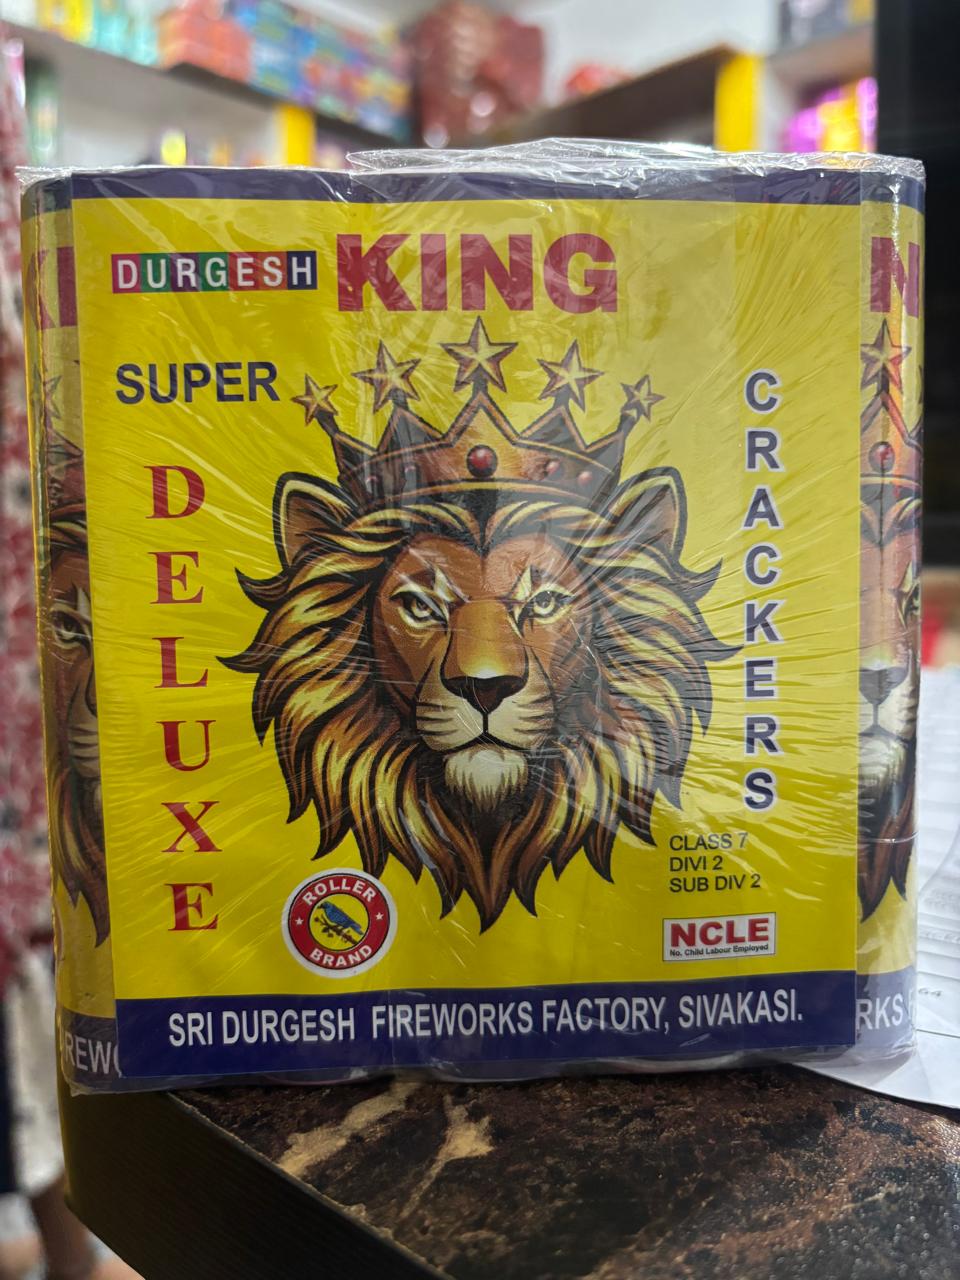 DURGESH KING
SUPER
DELUXE
CRACKERS
CLASS 7
DIVI 2
SUB DIV 2
NCLE
No. Child Labour Employed
ROLLER
BRAND
SRI DURGESH FIREWORKS FACTORY, SIVAKASI.